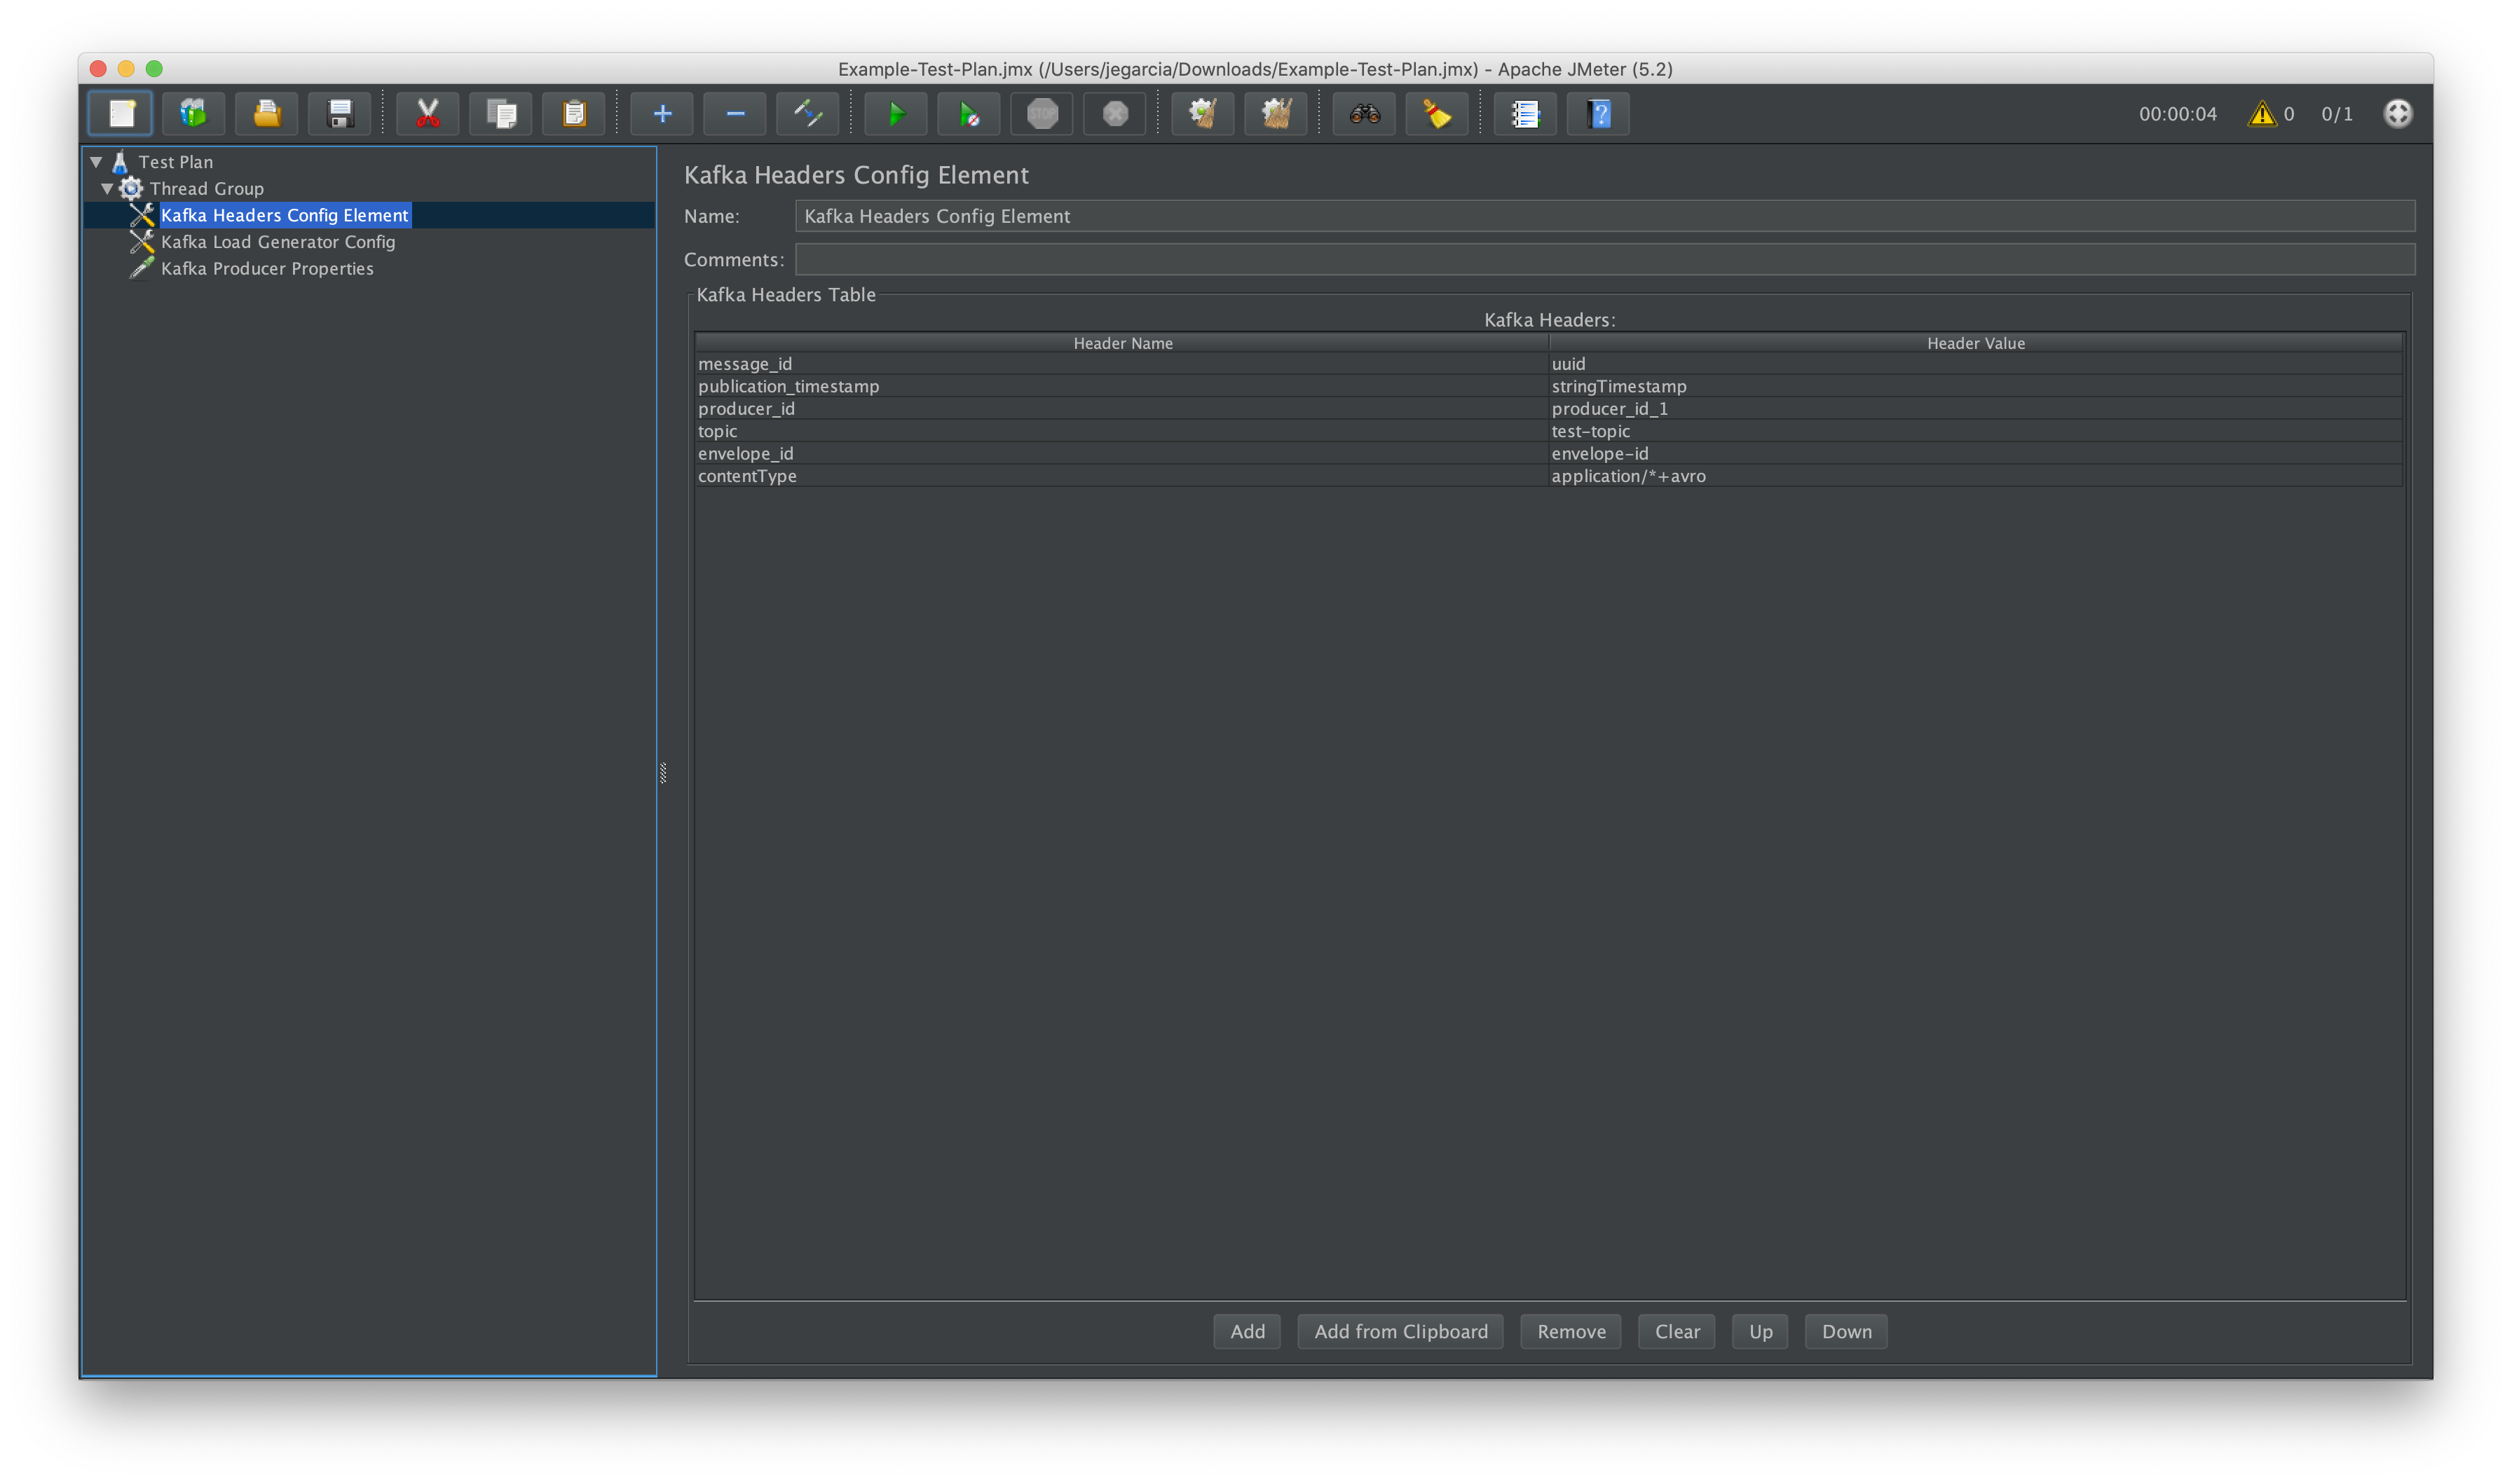 Example-Test-Plan.jmx (/Users/jegarcia/Downloads/Example-Test-Plan.jmx) - Apache JMeter (5.2)
STOP
?
00:00:04 0 0/1
Test Plan
Thread Group
Kafka Headers Config Element
Kafka Load Generator Config
Kafka Producer Properties
Kafka Headers Config Element
Name: Kafka Headers Config Element
Comments:
Kafka Headers Table
Kafka Headers:
Header Name Header Value
message_id uuid
publication_timestamp stringTimestamp
producer_id producer_id_1
topic test-topic
envelope_id envelope-id
contentType application/*+avro
Add Add from Clipboard Remove Clear Up Down